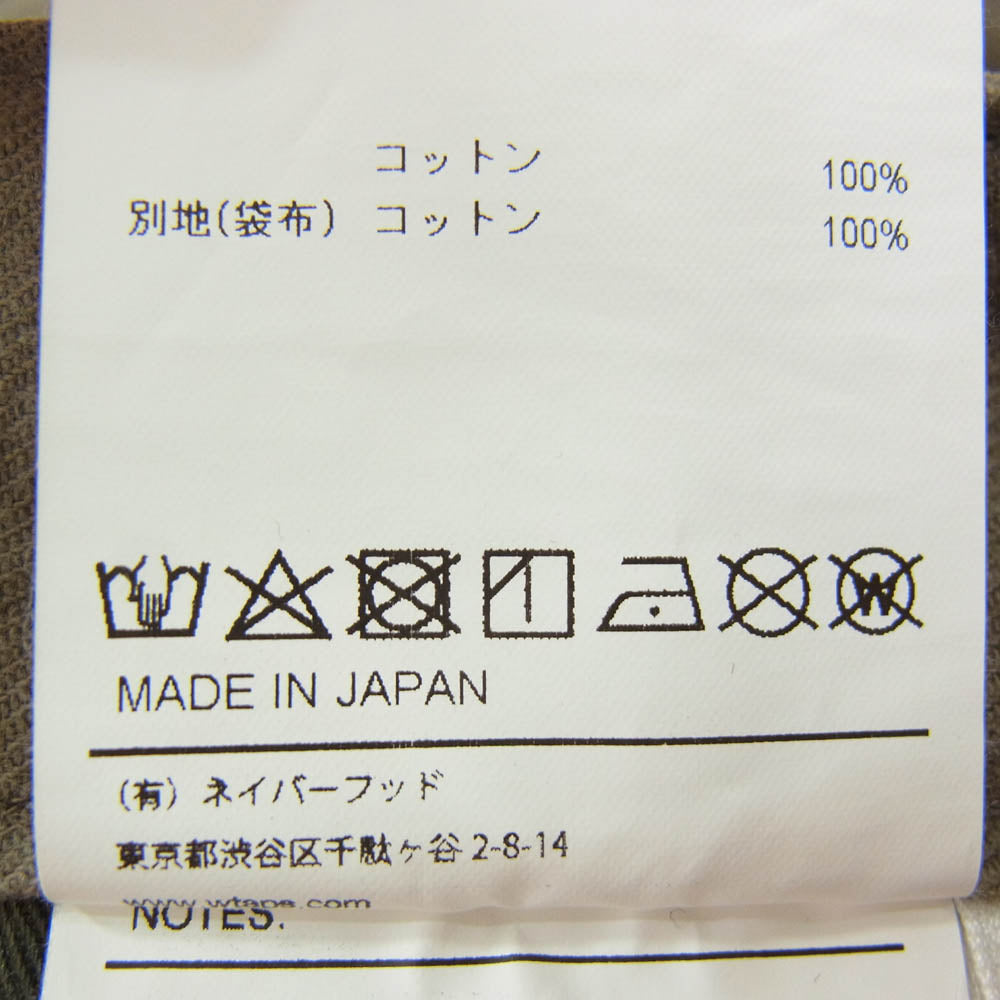 コットン 100%
別地(袋布) コットン 100%
W
MADE IN JAPAN
(有) ネイバーフッド
東京都渋谷区千駄ヶ谷 2-8-14
www.wtaps.com
NOTES: